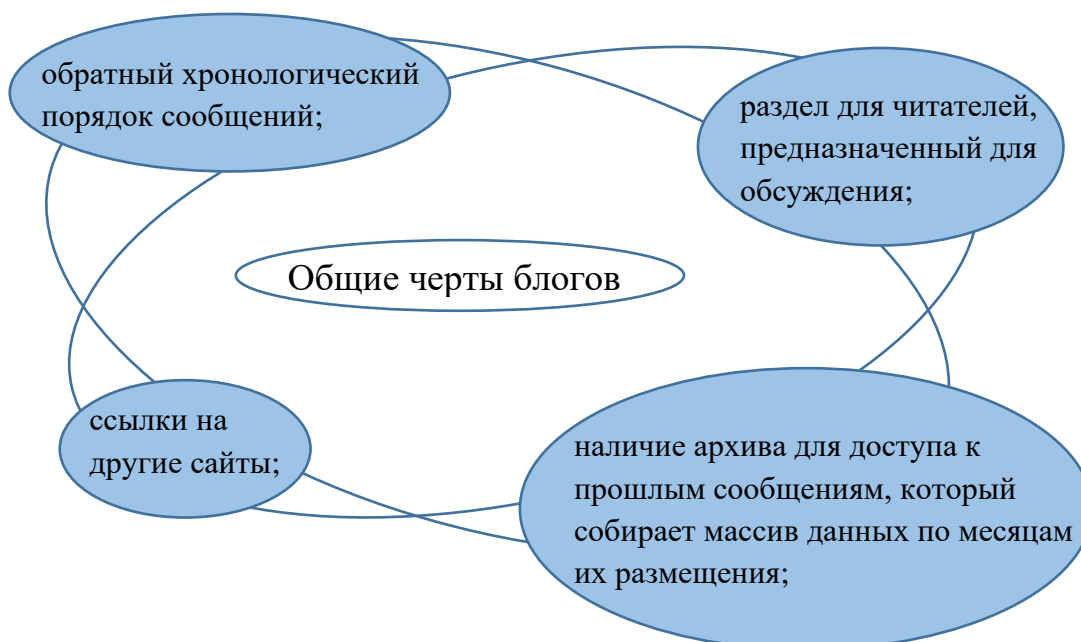 обратный хронологический
порядок сообщений;
раздел для читателей,
предназначенный для
обсуждения;
Общие черты блогов
ссылки на
другие сайты;
наличие архива для доступа к
прошлым сообщениям, который
собирает массив данных по месяцам
их размещения;